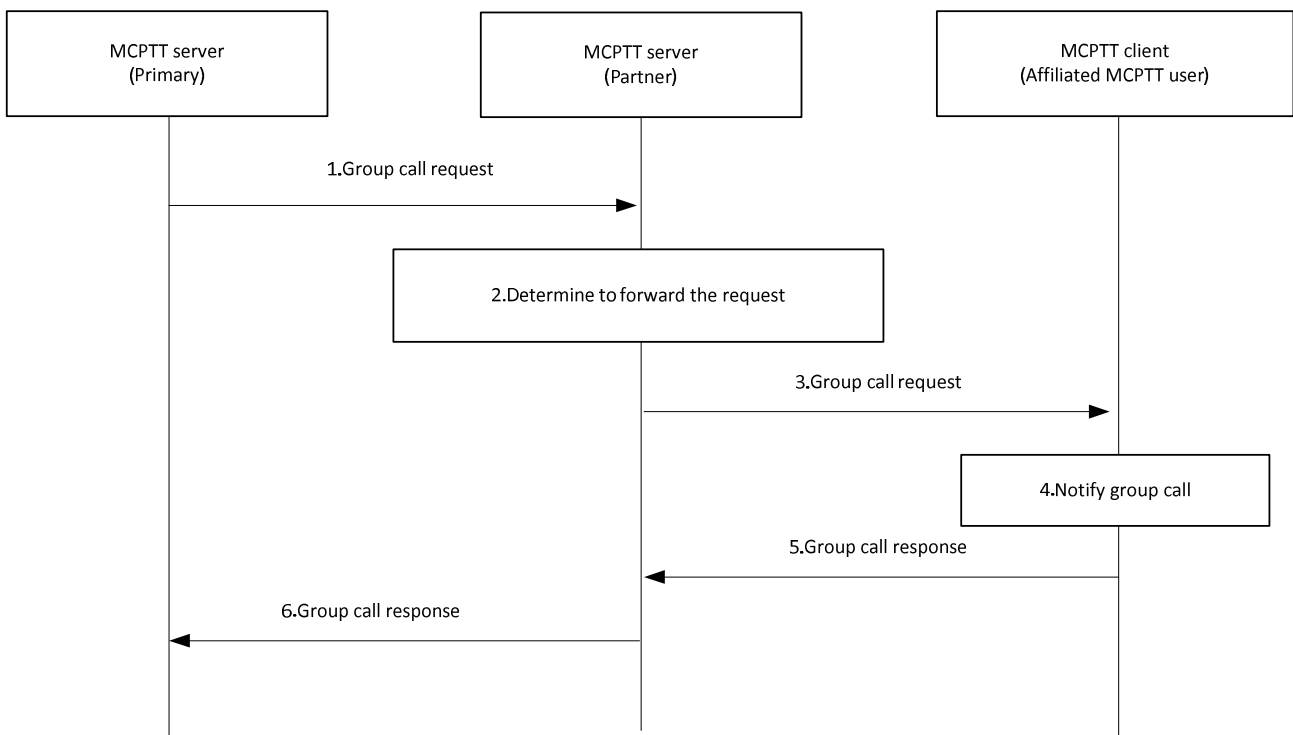 MCPTT server
(Primary)
MCPTT server
(Partner)
MCPTT client
(Affiliated MCPTT user)
1.Group call request
2.Determine to forward the request
3.Group call request
4.Notify group call
5.Group call response
6.Group call response